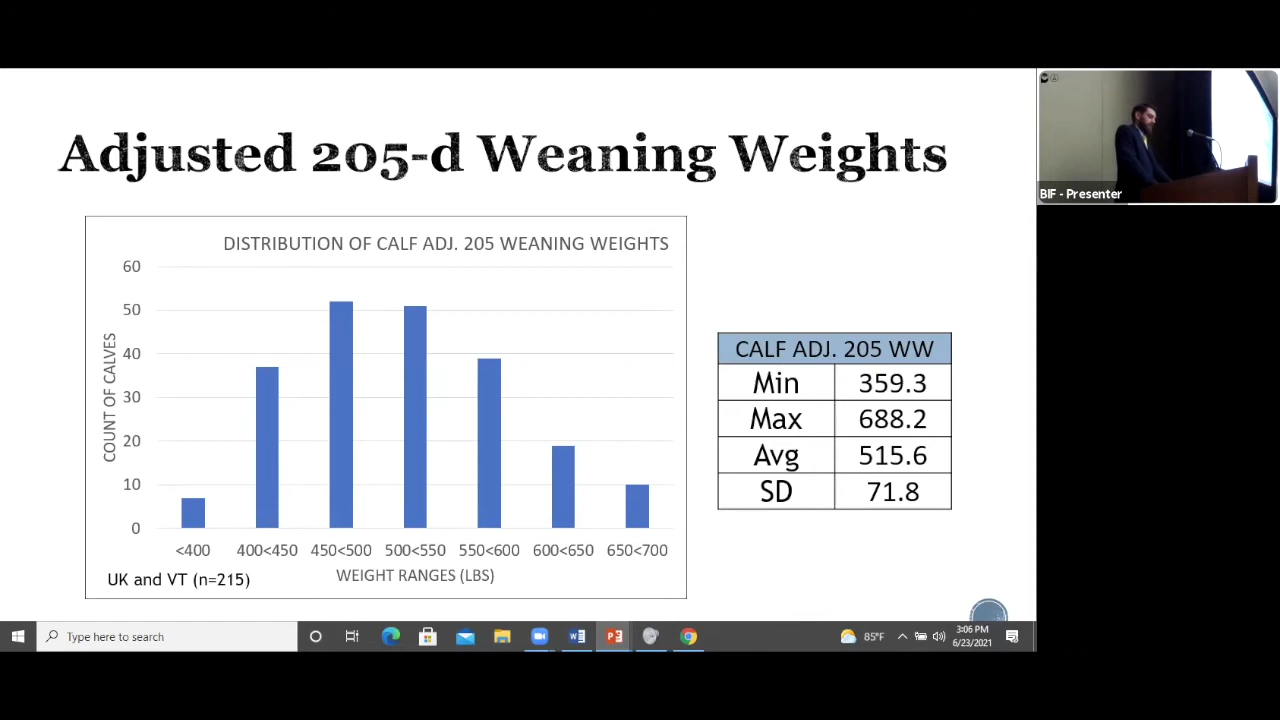 Adjusted 205-d Weaning Weights
DISTRIBUTION OF CALF ADJ. 205 WEANING WEIGHTS
60
50
40
30
20
10
0
COUNT OF CALVES
<400 400<450 450<500 500<550 550<600 600<650 650<700
WEIGHT RANGES (LBS)
UK and VT (n=215)
CALF ADJ. 205 WW
Min 359.3
Max 688.2
Avg 515.6
SD 71.8
BIF - Presenter
Type here to search
85°F
3:06 PM
6/23/2021